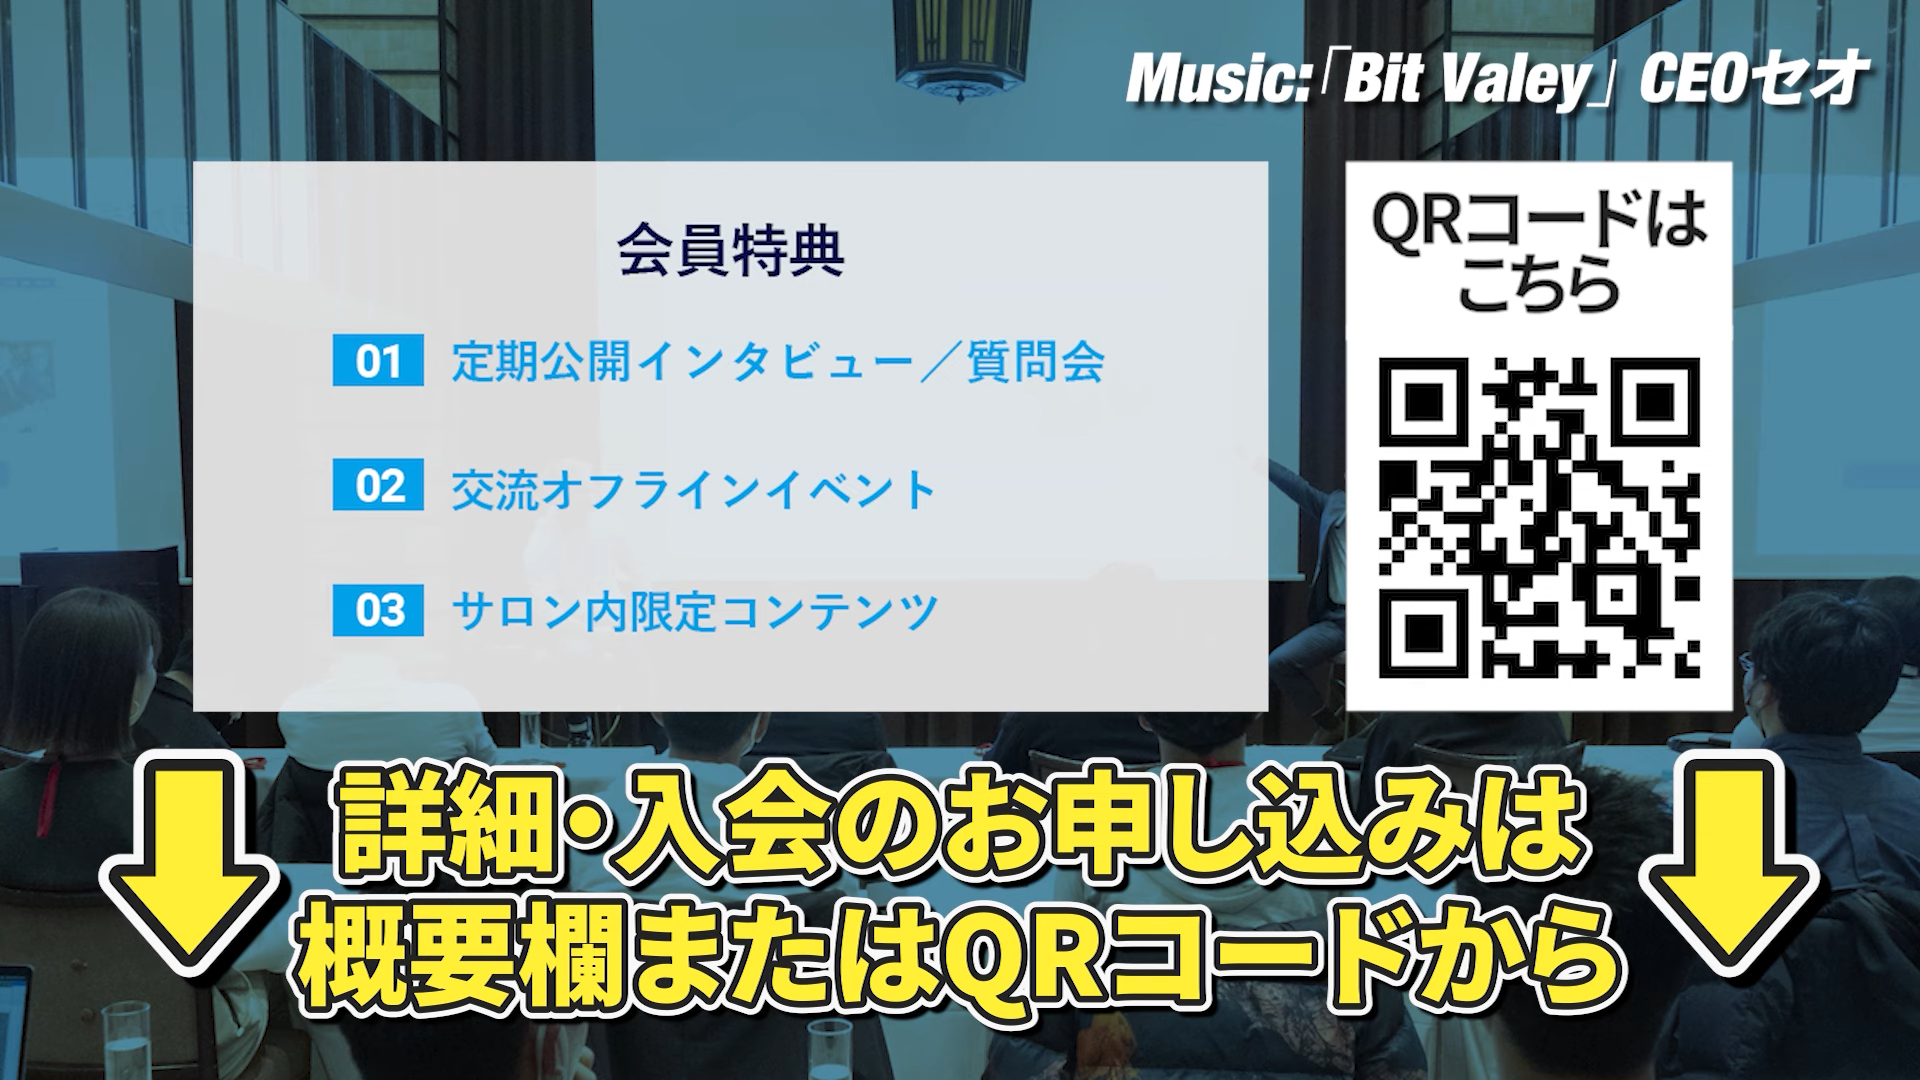 Music:「Bit Valey」 CEOセオ
会員特典
01 定期公開インタビュー／質問会
02 交流オフラインイベント
03 サロン内限定コンテンツ
QRコードは
こちら
詳細・入会のお申し込みは
概要欄またはQRコードから